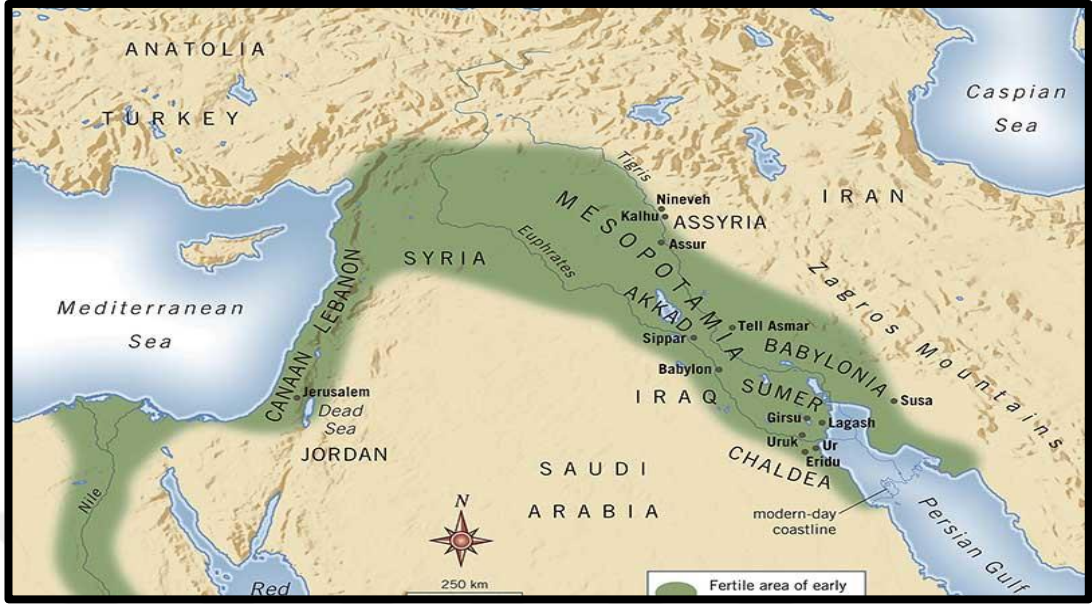 ANATOLIA
TURKEY
Caspian
Sea
Tigris
IRAN
Nineveh
Kalhu
ASSYRIA
MESOPOTAMIA
Assur
Euphrates
SYRIA
LEBANON
Zagros Mountains
Mediterranean
Sea
AKKAD
Tell Asmar
Sippar
BABYLONIA
Babylon
CANAAN
Jerusalem
Dead
Sea
IRAQ
SUMER
Susa
Girsu
Lagash
Uruk
Ur
Eridu
JORDAN
CHALDEA
SAUDI
ARABIA
Nile
N
modern-day
coastline
Persian Gulf
Red
250 km
Fertile area of early